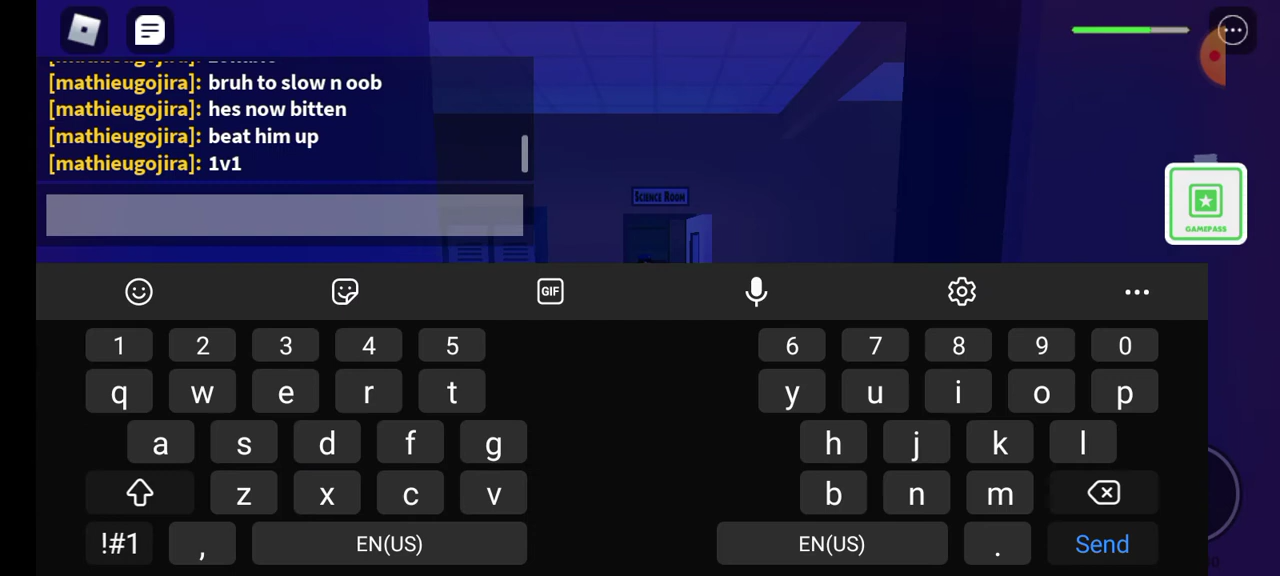 [mathieugojira]: bruh to slow n oob
[mathieugojira]: hes now bitten
[mathieugojira]: beat him up
[mathieugojira]: 1v1
SCIENCE ROOM
GAMEPASS
GIF
1 2 3 4 5 6 7 8 9 0
q w e r t y u i o p
a s d f g h j k l
z x c v b n m
!#1 , EN(US) EN(US) . Send